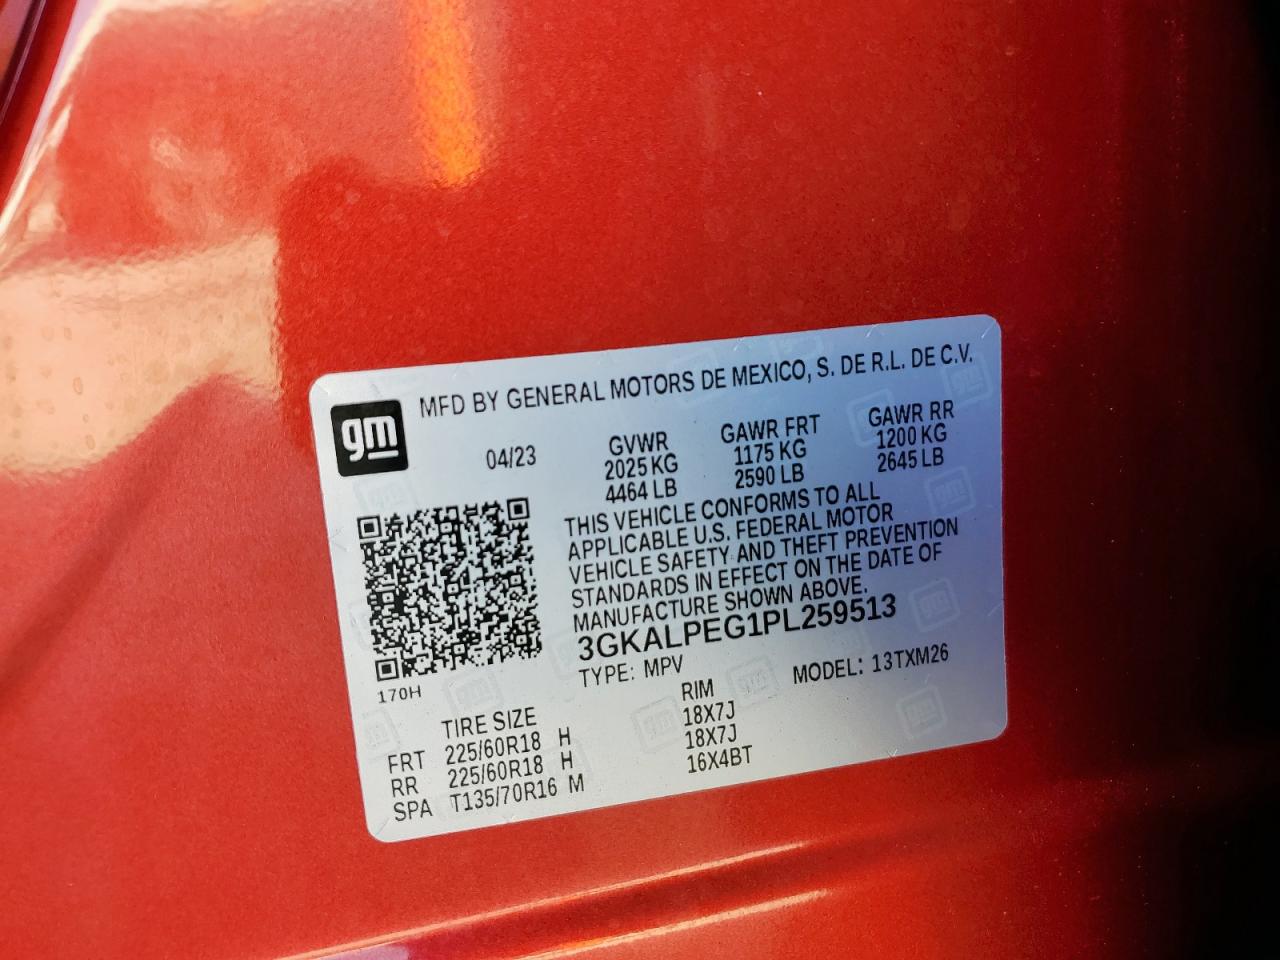 MFD BY GENERAL MOTORS DE MEXICO, S. DE R.L. DE C.V.
gm
04/23
GVWR GAWR FRT GAWR RR
2025 KG 1175 KG 1200 KG
4464 LB 2590 LB 2645 LB
THIS VEHICLE CONFORMS TO ALL
APPLICABLE U.S. FEDERAL MOTOR
VEHICLE SAFETY AND THEFT PREVENTION
STANDARDS IN EFFECT ON THE DATE OF
MANUFACTURE SHOWN ABOVE.
3GKALPEG1PL259513
TYPE: MPV MODEL: 13TXM26
170H
TIRE SIZE RIM
FRT 225/60R18 H 18X7J
RR 225/60R18 H 18X7J
SPA T135/70R16 M 16X4BT